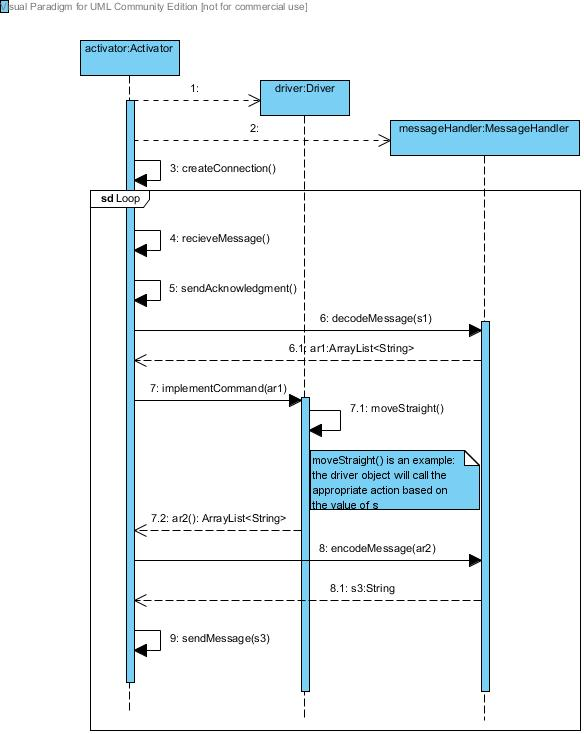 Visual Paradigm for UML Community Edition [not for commercial use]
activator:Activator
1:
driver:Driver
2:
messageHandler:MessageHandler
3: createConnection()
sd Loop
4: recieveMessage()
5: sendAcknowledgment()
6: decodeMessage(s1)
6.1: ar1:ArrayList<String>
7: implementCommand(ar1)
7.1: moveStraight()
moveStraight() is an example:
the driver object will call the
appropriate action based on
the value of s
7.2: ar2(): ArrayList<String>
8: encodeMessage(ar2)
8.1: s3:String
9: sendMessage(s3)